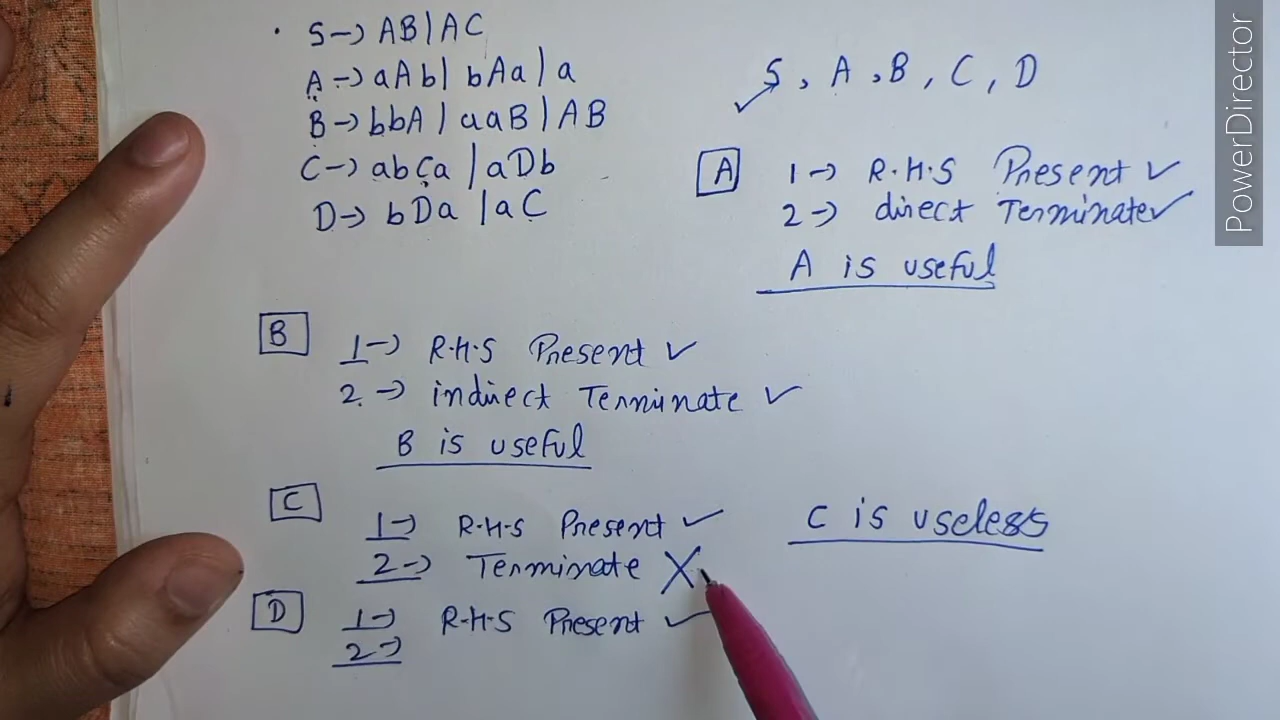 S → AB | AC
A → aAb | bAa | a
B → bbA | aaB | AB
C → abCa | aDb
D → bDa | aC
S, A, B, C, D
A 1 → R.H.S Present ✓
2 → direct Terminate ✓
A is useful
B 1 → R.H.S Present ✓
2. → indirect Terminate ✓
B is useful
C 1 → R.H.S Present ✓
2 → Terminate X
C is useless
D 1 → R.H.S Present ✓
2 →
PowerDirector